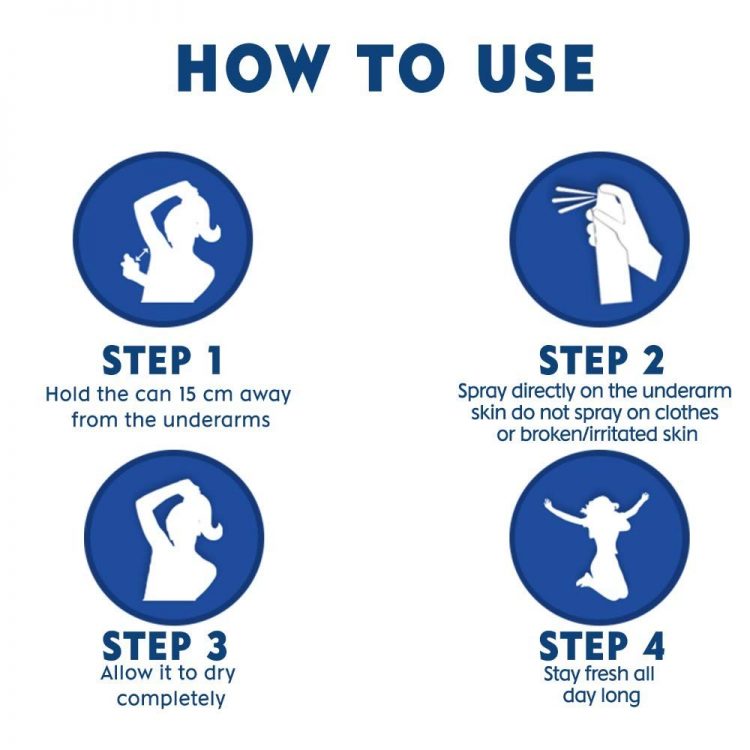 HOW TO USE
STEP 1
Hold the can 15 cm away
from the underarms
STEP 2
Spray directly on the underarm
skin do not spray on clothes
or broken/irritated skin
STEP 3
Allow it to dry
completely
STEP 4
Stay fresh all
day long